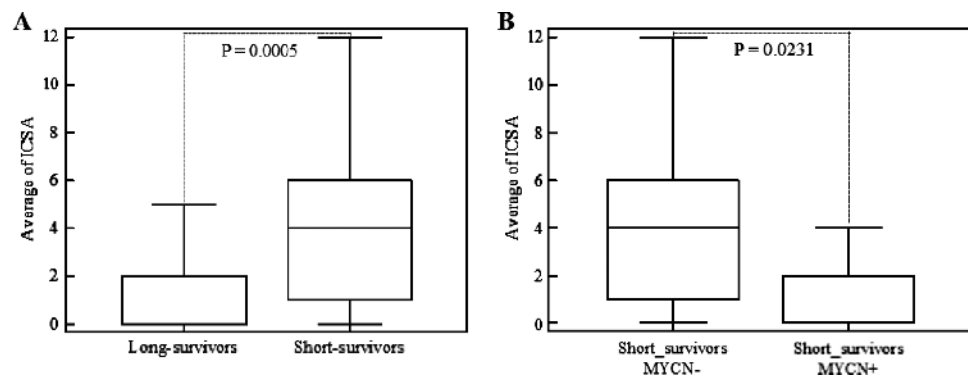 A
Average of ICSA
12
10
8
6
4
2
0
P = 0.0005
Long-survivors
Short-survivors
B
Average of ICSA
12
10
8
6
4
2
0
P = 0.0231
Short_survivors
MYCN-
Short_survivors
MYCN+